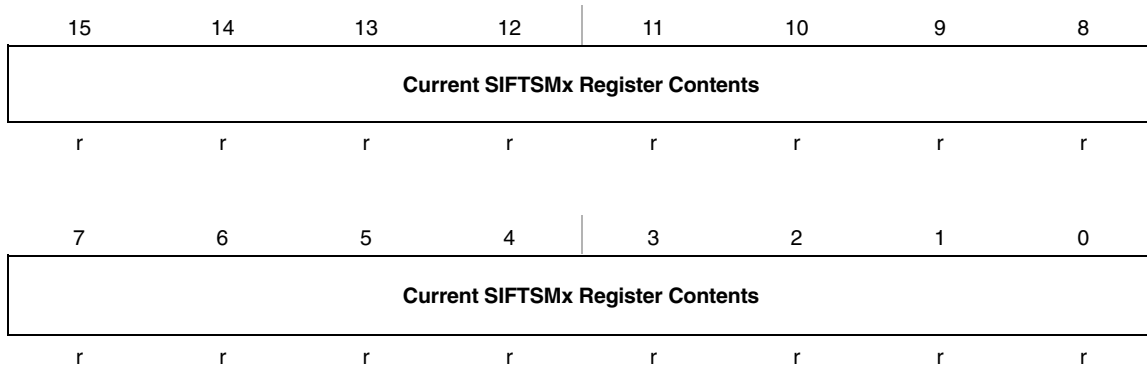 15 14 13 12 11 10 9 8
Current SIFTSMx Register Contents
r r r r r r r r
7 6 5 4 3 2 1 0
Current SIFTSMx Register Contents
r r r r r r r r